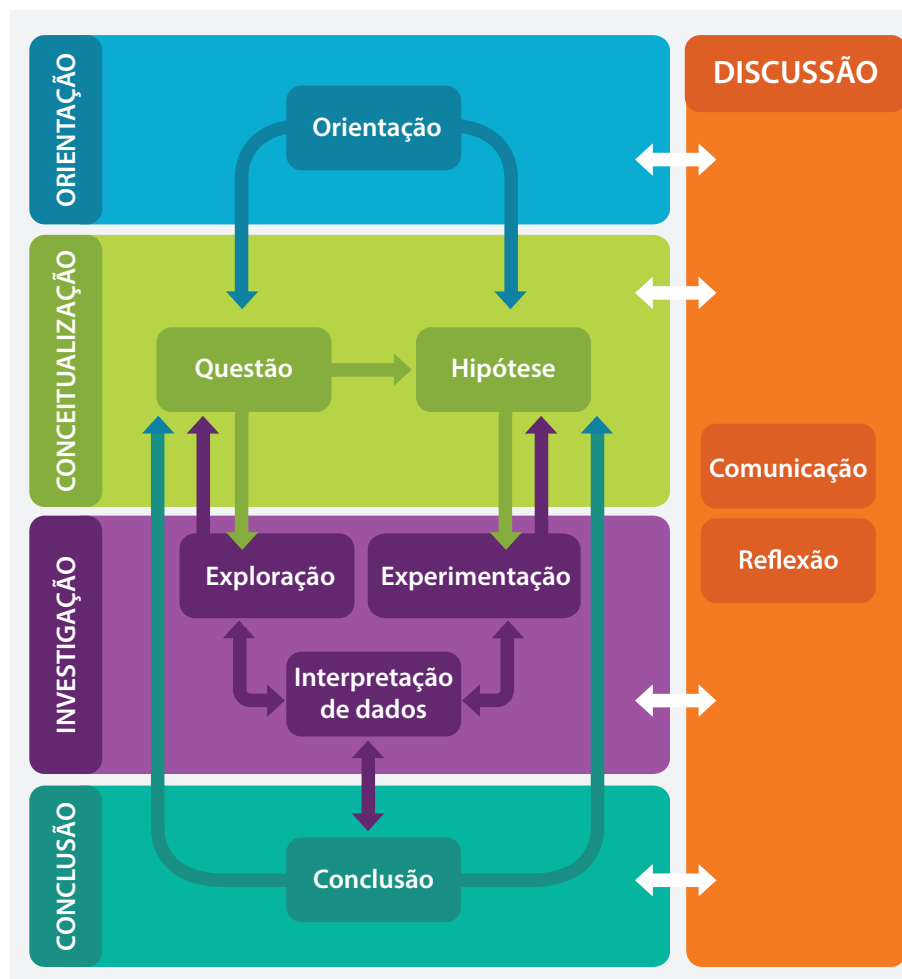 ORIENTAÇÃO
Orientação
CONCEITUALIZAÇÃO
Questão
Hipótese
INVESTIGAÇÃO
Exploração
Experimentação
Interpretação
de dados
CONCLUSÃO
Conclusão
DISCUSSÃO
Comunicação
Reflexão